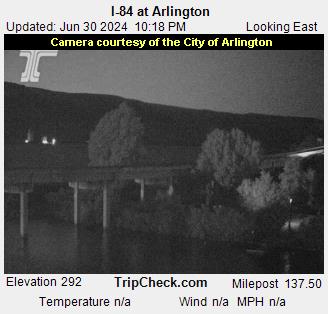 I-84 at Arlington
Updated: Jun 30 2024 10:18 PM Looking East
Camera courtesy of the City of Arlington
Elevation 292 TripCheck.com Milepost 137.50
Temperature n/a Wind n/a MPH n/a